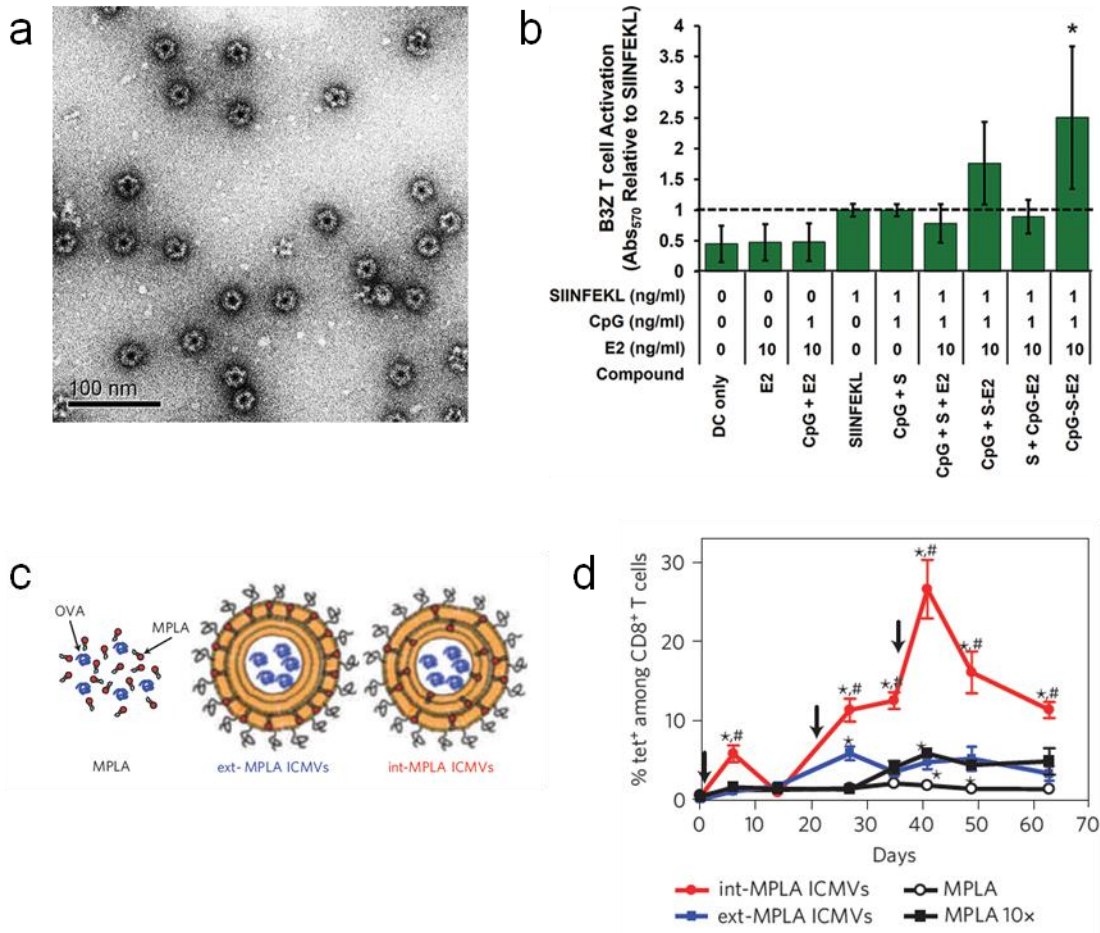 a
100 nm
b
B3Z T cell Activation
(Abs570 Relative to SIINFEKL)
4
3.5
3
2.5
2
1.5
1
0.5
0
*
SIINFEKL (ng/ml) 0 0 0 1 1 1 1 1 1
CpG (ng/ml) 0 0 1 0 1 1 1 1 1
E2 (ng/ml) 0 10 10 0 0 10 10 10 10
Compound
DC only
E2
CpG + E2
SIINFEKL
CpG + S
CpG + S + E2
CpG + S-E2
S + CpG-E2
CpG-S-E2
c
OVA
MPLA
MPLA
ext- MPLA ICMVs
int-MPLA ICMVs
d
% tet+ among CD8+ T cells
30
20
10
0
*,#
*,#
*,#
*,#
*,#
*,#
*
*
*
*
0 10 20 30 40 50 60 70
Days
int-MPLA ICMVs
MPLA
ext-MPLA ICMVs
MPLA 10×